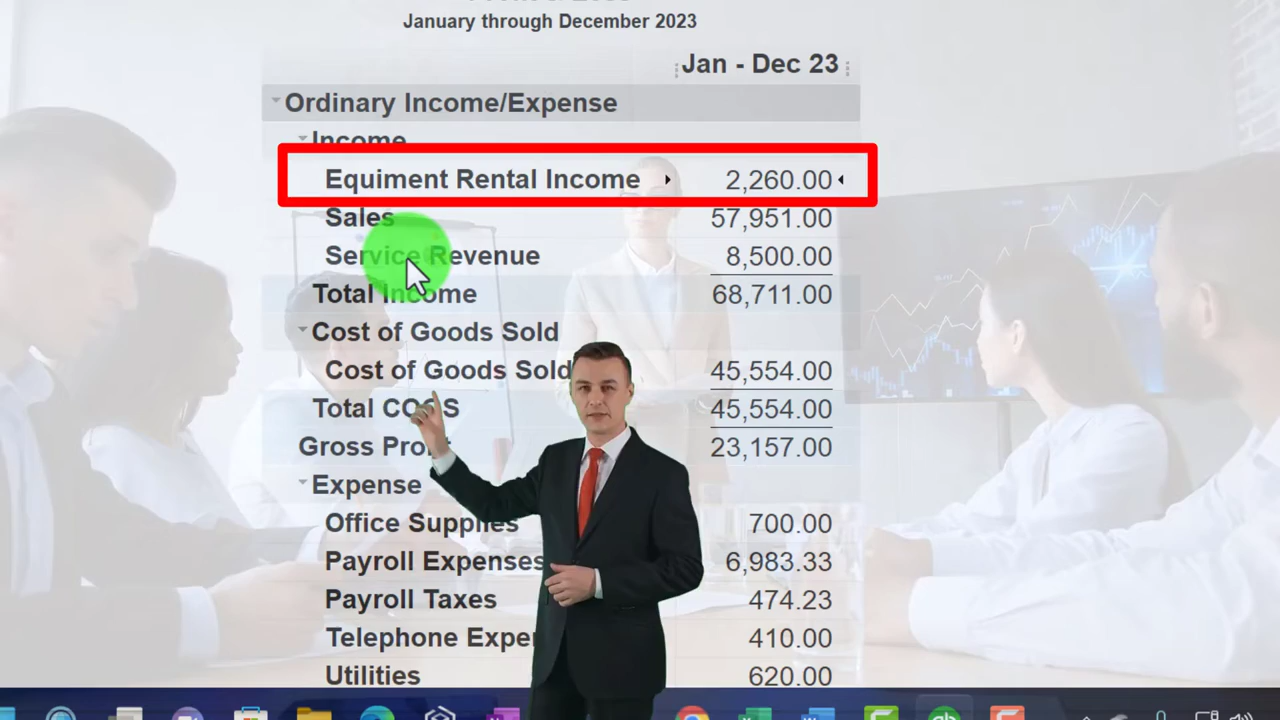 January through December 2023
Jan - Dec 23
Ordinary Income/Expense
Income
Equiment Rental Income 2,260.00
Sales 57,951.00
Service Revenue 8,500.00
Total Income 68,711.00
Cost of Goods Sold
Cost of Goods Sold 45,554.00
Total COGS 45,554.00
Gross Profit 23,157.00
Expense
Office Supplies 700.00
Payroll Expenses 6,983.33
Payroll Taxes 474.23
Telephone Expe 410.00
Utilities 620.00